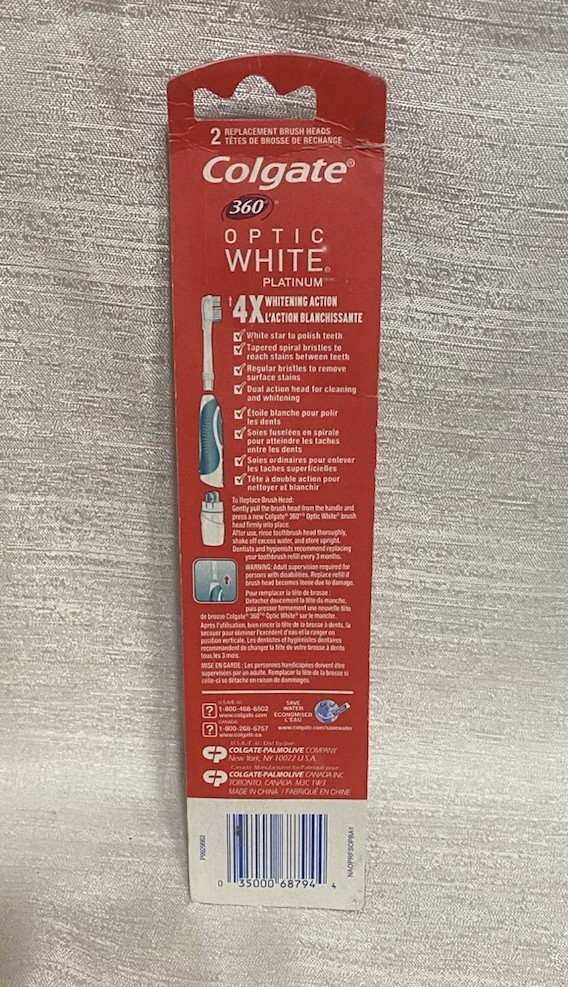 2 REPLACEMENT BRUSH HEADS
TÊTES DE BROSSE DE RECHANGE
Colgate®
360°®
OPTIC
WHITE®
PLATINUM
†4X WHITENING ACTION
L'ACTION BLANCHISSANTE
White star to polish teeth
Tapered spiral bristles to
reach stains between teeth
Regular bristles to remove
surface stains
Dual action head for cleaning
and whitening
Étoile blanche pour polir
les dents
Soies fuselées en spirale
pour atteindre les taches
entre les dents
Soies ordinaires pour enlever
les taches superficielles
Tête à double action pour
nettoyer et blanchir
To Replace Brush Head:
Gently pull the brush head from the handle and
press a new Colgate® 360°® Optic White® brush
head firmly into place.
After use, rinse toothbrush head thoroughly,
shake off excess water, and store upright.
Dentists and hygienists recommend replacing
your toothbrush refill every 3 months.
WARNING: Adult supervision required for
persons with disabilities. Replace refill if
brush head becomes loose due to damage.
Pour remplacer la tête de brosse :
Détacher doucement la tête du manche,
puis presser fermement une nouvelle tête
de brosse Colgate® 360°® Optic White® sur le manche.
Après l'utilisation, bien rincer la tête de la brosse à dents, la
secouer pour éliminer l'excédent d'eau et la ranger en
position verticale. Les dentistes et hygiénistes dentaires
recommandent de changer la tête de votre brosse à dents
tous les 3 mois.
MISE EN GARDE : Les personnes handicapées doivent être
supervisées par un adulte. Remplacer la tête de la brosse si
celle-ci se détache en raison de dommages.
U.S.A./É.-U.
1-800-468-6502
www.colgate.com
CANADA
1-800-268-6757
www.colgate.ca
SAVE
WATER
ÉCONOMISER
L'EAU
www.colgate.com/savewater
U.S.A./É.-U. Dist by/par:
COLGATE-PALMOLIVE COMPANY
New York, NY 10022 U.S.A.
Canada: Manufactured for/Fabriqué pour:
COLGATE-PALMOLIVE CANADA INC.
TORONTO, CANADA M3C 1W3
MADE IN CHINA / FABRIQUÉ EN CHINE
0 35000 68794 4